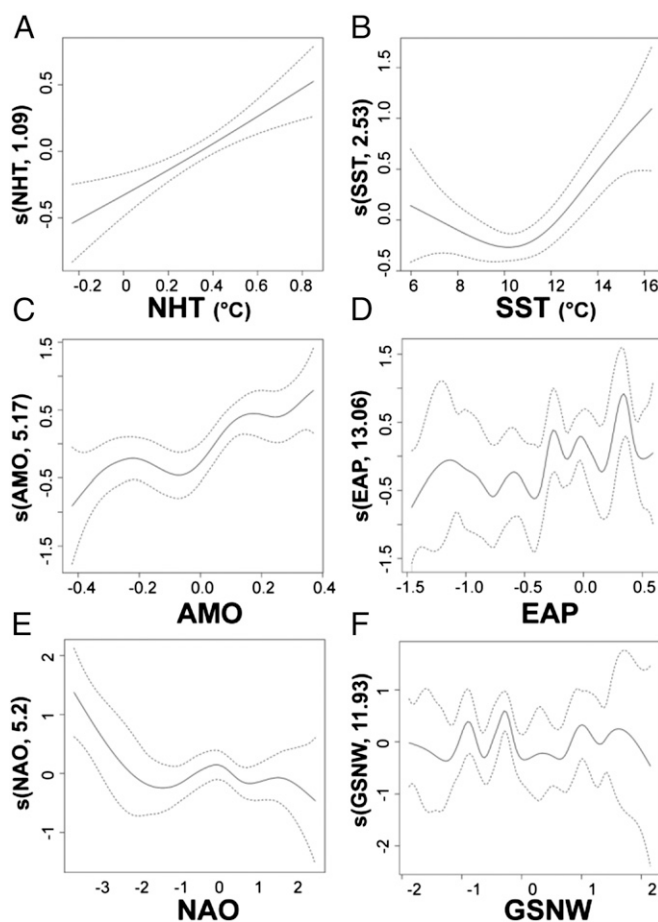 A
s(NHT, 1.09)
0.5
0.0
-0.5
-0.2 0 0.2 0.4 0.6 0.8
NHT (°C)
B
s(SST, 2.53)
1.5
1.0
0.5
0.0
-0.5
6 8 10 12 14 16
SST (°C)
C
s(AMO, 5.17)
1.5
0.5
-0.5
-1.5
-0.4 -0.2 0.0 0.2 0.4
AMO
D
s(EAP, 13.06)
1.5
0.5
-0.5
-1.5
-1.5 -1.0 -0.5 0.0 0.5
EAP
E
s(NAO, 5.2)
2
1
0
-1
-3 -2 -1 0 1 2
NAO
F
s(GSNW, 11.93)
1
0
-1
-2
-2 -1 0 1 2
GSNW